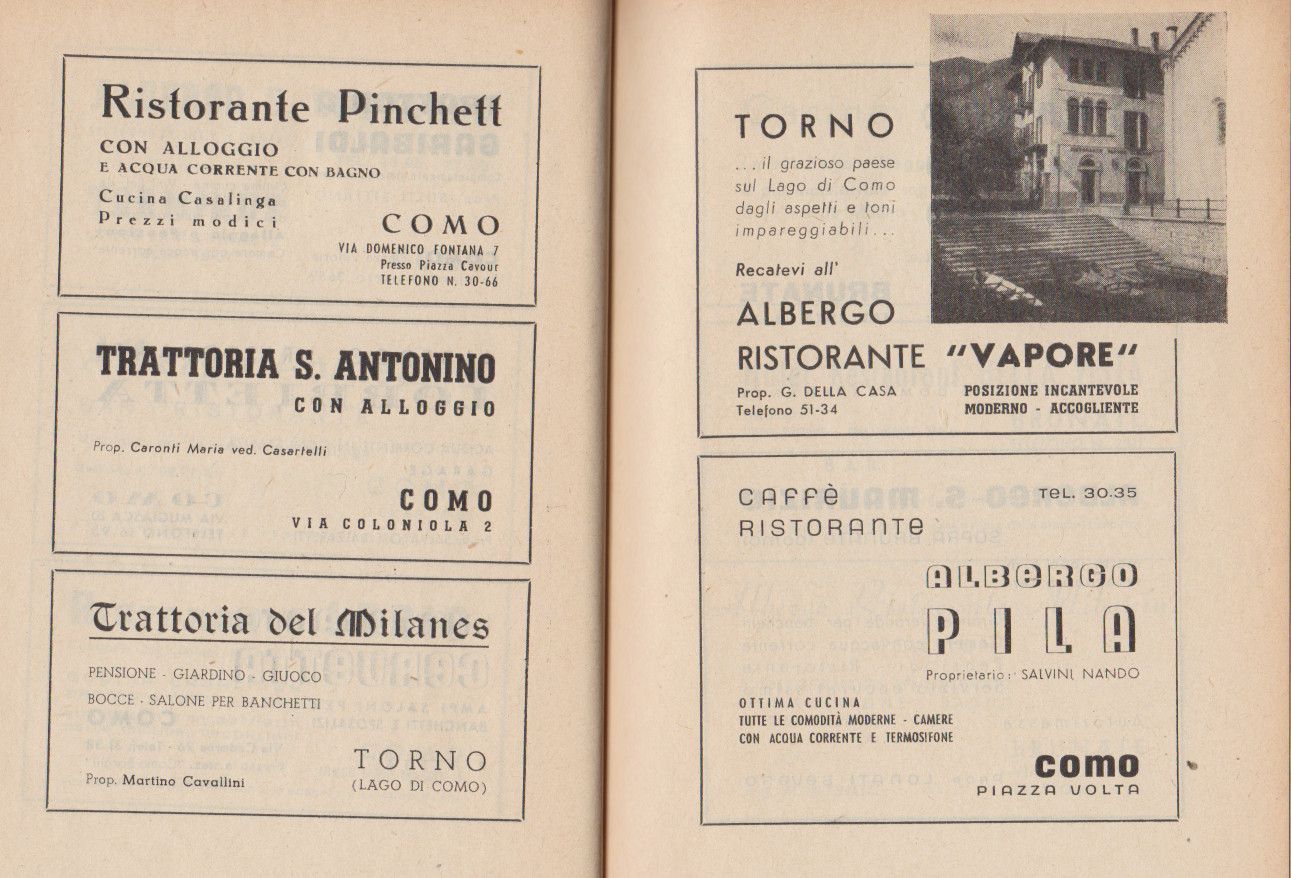 Ristorante Pinchett
CON ALLOGGIO
E ACQUA CORRENTE CON BAGNO
Cucina Casalinga
Prezzi modici
COMO
VIA DOMENICO FONTANA 7
Presso Piazza Cavour
TELEFONO N. 30-66
TRATTORIA S. ANTONINO
CON ALLOGGIO
Prop. Caronti Maria ved. Casartelli
COMO
VIA COLONIOLA 2
Trattoria del Milanes
PENSIONE - GIARDINO - GIUOCO
BOCCE - SALONE PER BANCHETTI
TORNO
(LAGO DI COMO)
Prop. Martino Cavallini
TORNO
...il grazioso paese
sul Lago di Como
dagli aspetti e toni
impareggiabili...
Recatevi all'
ALBERGO
RISTORANTE "VAPORE"
Prop. G. DELLA CASA
Telefono 51-34
POSIZIONE INCANTEVOLE
MODERNO - ACCOGLIENTE
CAFFÈ
RISTORANTE
TEL. 30.35
ALBERGO
PILA
Proprietario: SALVINI NANDO
OTTIMA CUCINA
TUTTE LE COMODITÀ MODERNE - CAMERE
CON ACQUA CORRENTE E TERMOSIFONE
COMO
PIAZZA VOLTA